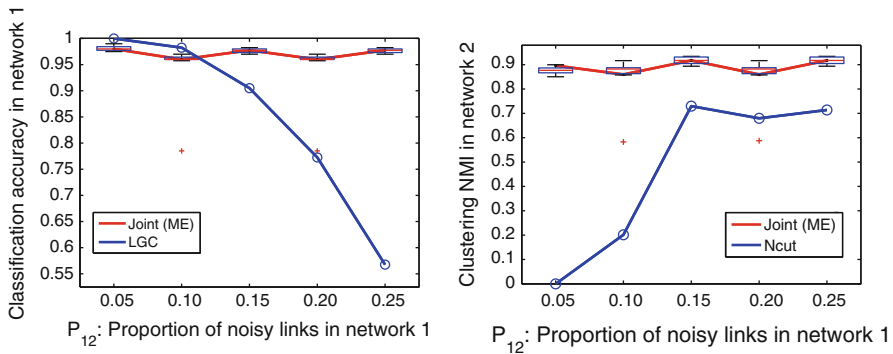 Classification accuracy in network 1
1
0.95
0.9
0.85
0.8
0.75
0.7
0.65
0.6
0.55
Joint (ME)
LGC
0.05 0.10 0.15 0.20 0.25
P12: Proportion of noisy links in network 1
Clustering NMI in network 2
1
0.9
0.8
0.7
0.6
0.5
0.4
0.3
0.2
0.1
0
Joint (ME)
Ncut
0.05 0.10 0.15 0.20 0.25
P12: Proportion of noisy links in network 1